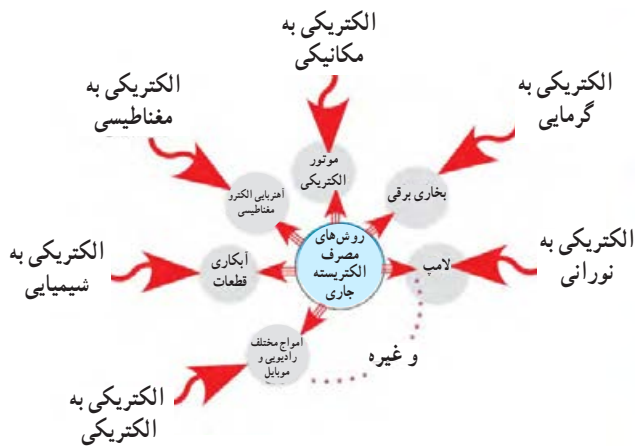 الکتریکی به
مکانیکی
الکتریکی به
مغناطیسی
الکتریکی به
گرمایی
موتور
الکتریکی
آهنربایی الکترو
مغناطیسی
بخاری برقی
روش‌های
مصرف
الکتریسته
جاری
الکتریکی به
شیمیایی
آبکاری
قطعات
لامپ
الکتریکی به
نورانی
امواج مختلف
رادیویی و
موبایل
و غیره
الکتریکی به
الکتریکی